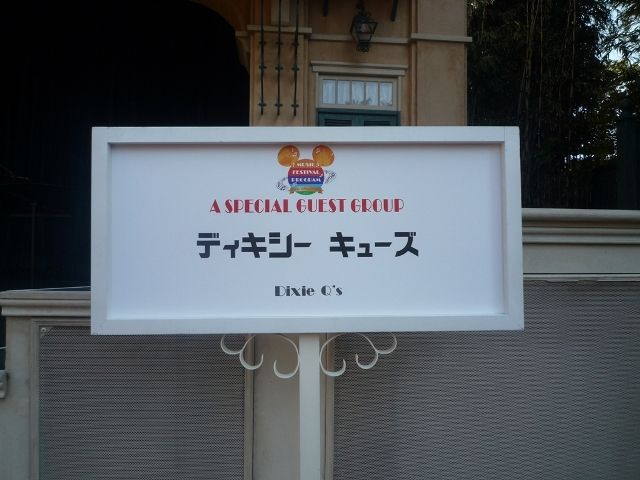 MUSIC
FESTIVAL
PROGRAM
A SPECIAL GUEST GROUP
ディキシー キューズ
Dixie Q's